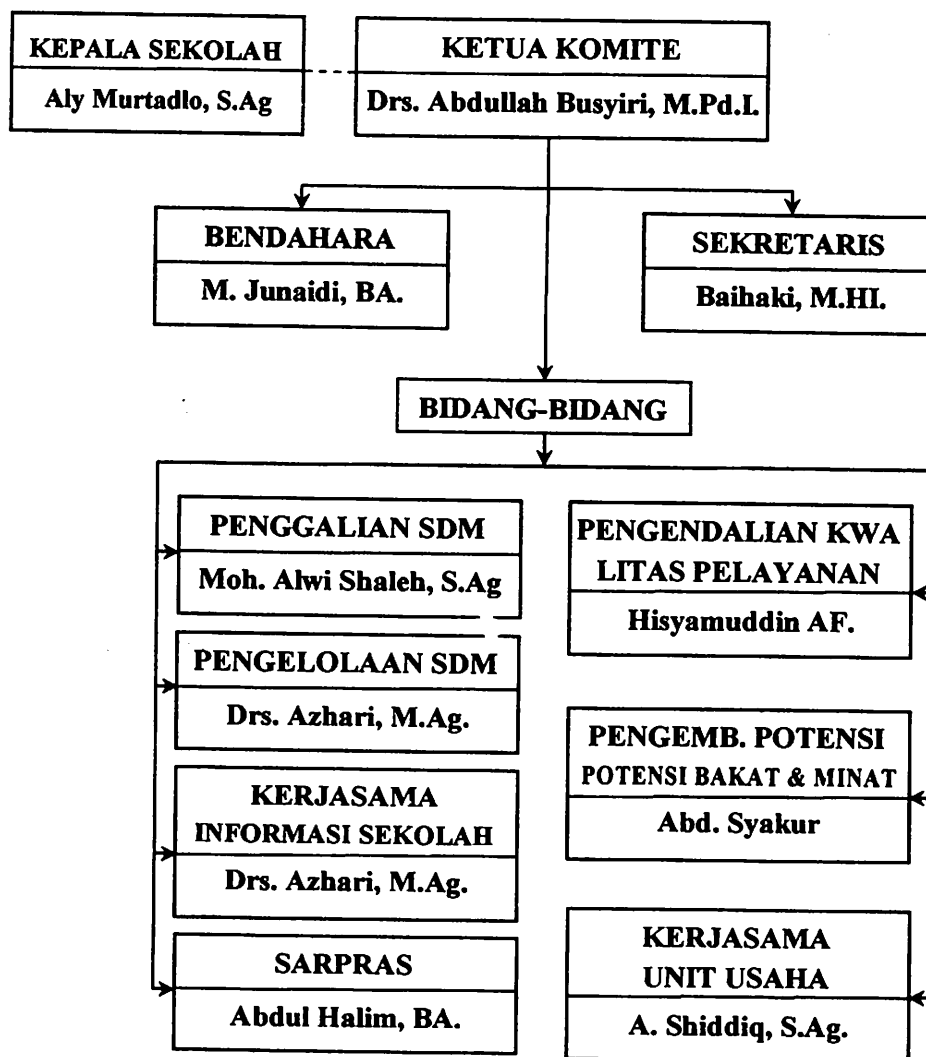 KEPALA SEKOLAH
Aly Murtadlo, S.Ag
KETUA KOMITE
Drs. Abdullah Busyiri, M.Pd.I.
BENDAHARA
M. Junaidi, BA.
SEKRETARIS
Baihaki, M.HI.
BIDANG-BIDANG
PENGGALIAN SDM
Moh. Alwi Shaleh, S.Ag
PENGELOLAAN SDM
Drs. Azhari, M.Ag.
KERJASAMA
INFORMASI SEKOLAH
Drs. Azhari, M.Ag.
SARPRAS
Abdul Halim, BA.
PENGENDALIAN KWA
LITAS PELAYANAN
Hisyamuddin AF.
PENGEMB. POTENSI
POTENSI BAKAT & MINAT
Abd. Syakur
KERJASAMA
UNIT USAHA
A. Shiddiq, S.Ag.